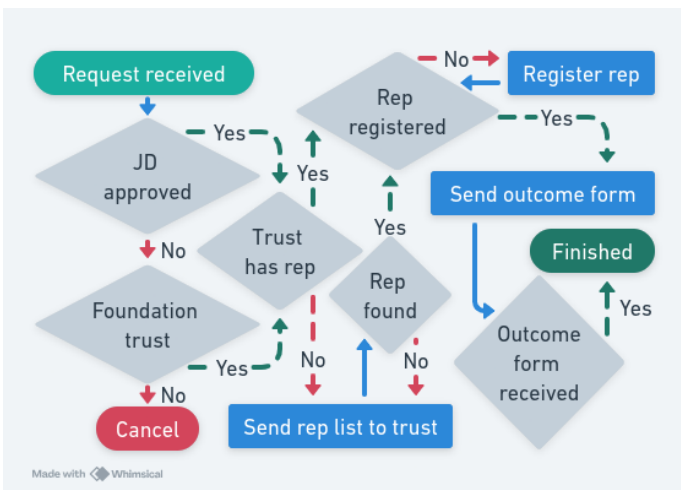 Request received
JD
approved
Yes
No
Foundation
trust
Yes
No
Cancel
Trust
has rep
Yes
No
Send rep list to trust
Rep
found
Yes
No
Rep
registered
No
Register rep
Yes
Send outcome form
Outcome
form
received
Yes
Finished
Made with Whimsical